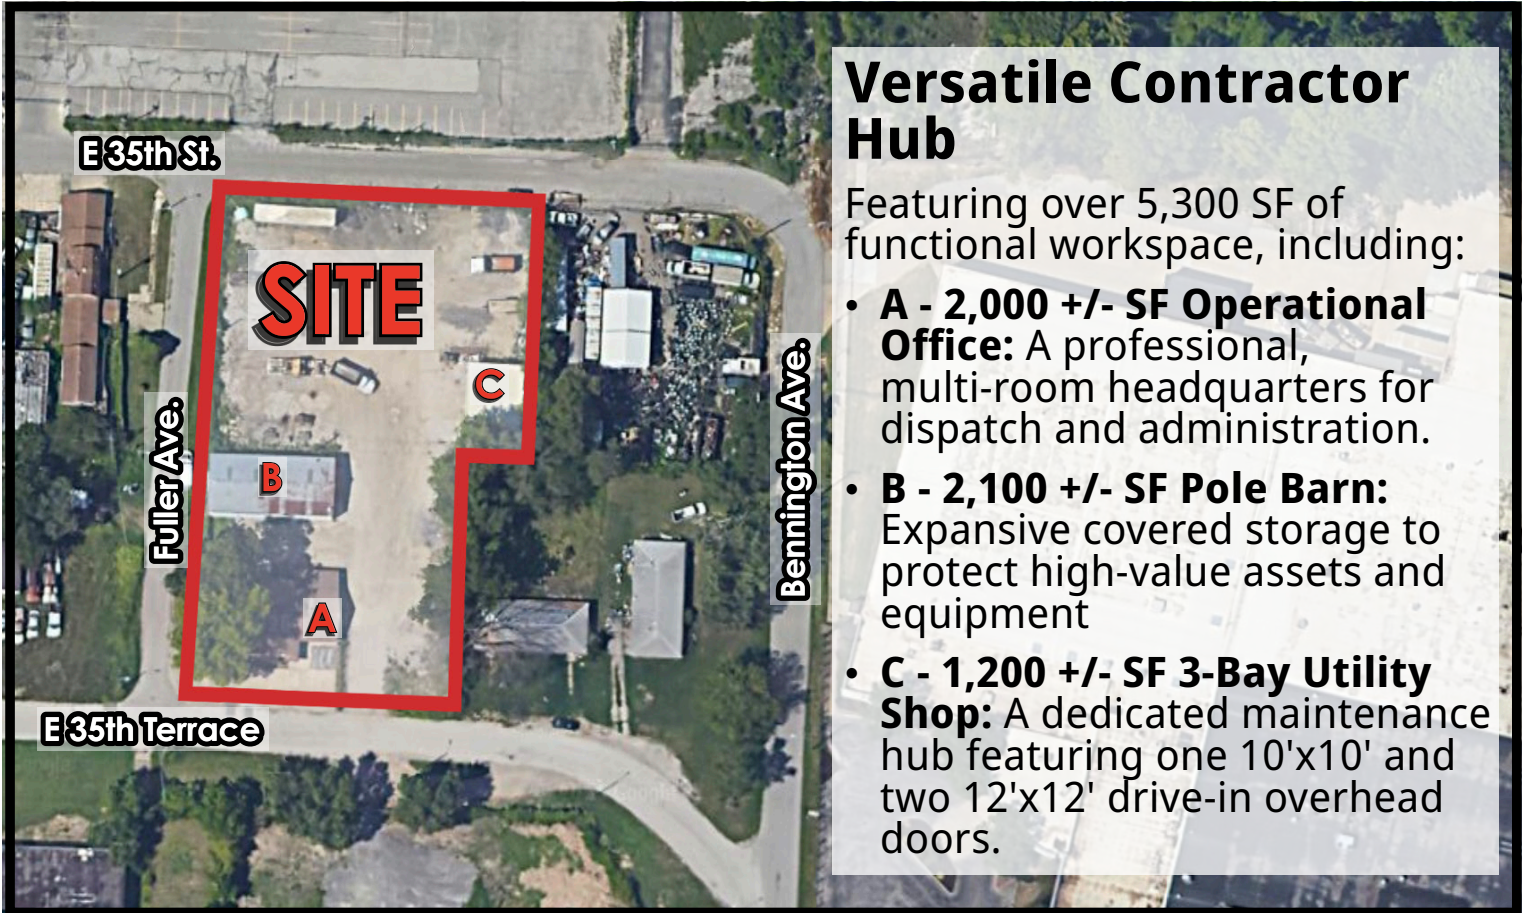 Versatile Contractor
Hub
Featuring over 5,300 SF of
functional workspace, including:
• A - 2,000 +/- SF Operational
Office: A professional,
multi-room headquarters for
dispatch and administration.
• B - 2,100 +/- SF Pole Barn:
Expansive covered storage to
protect high-value assets and
equipment
• C - 1,200 +/- SF 3-Bay Utility
Shop: A dedicated maintenance
hub featuring one 10'x10' and
two 12'x12' drive-in overhead
doors.
E 35th St.
SITE
C
Fuller Ave.
B
Bennington Ave.
A
E 35th Terrace
Google